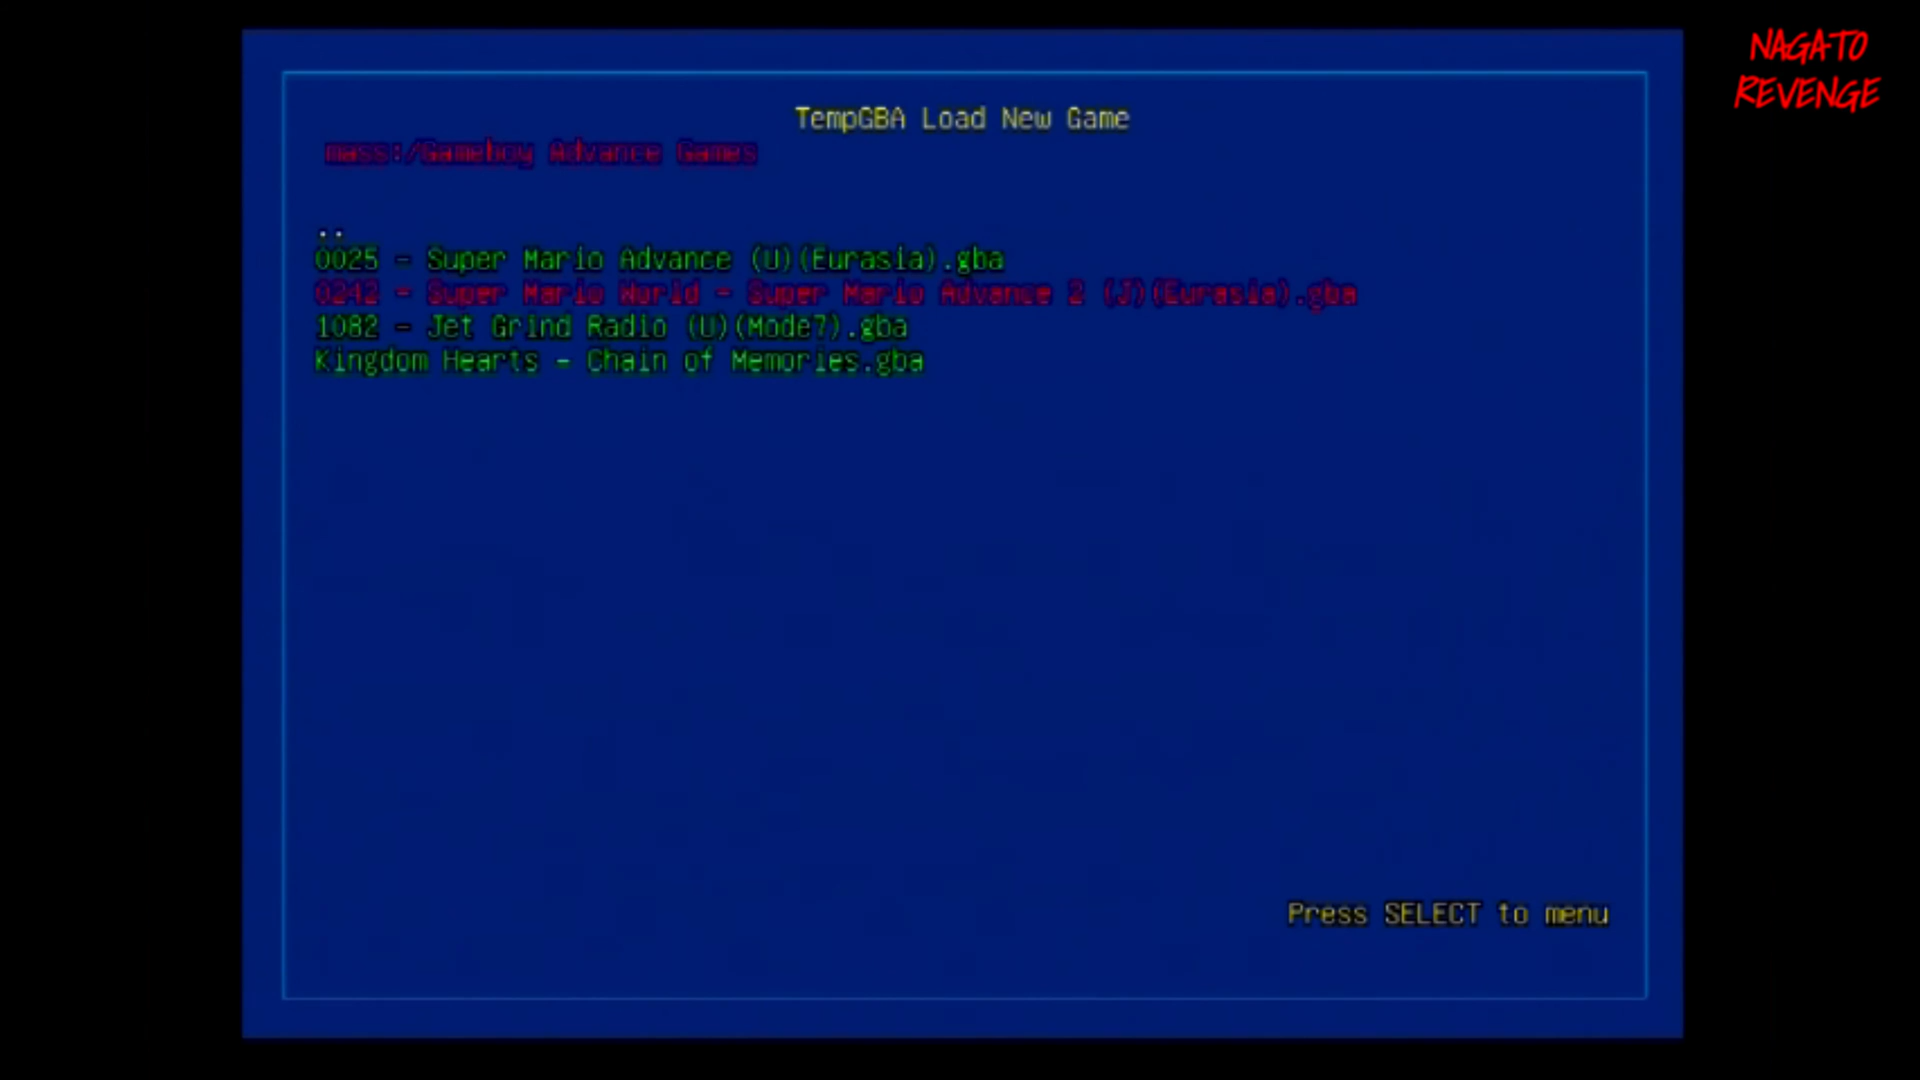 NAGATO
REVENGE
TempGBA Load New Game
mass:/Gameboy Advance Games
..
0025 - Super Mario Advance (U)(Eurasia).gba
0242 - Super Mario World - Super Mario Advance 2 (J)(Eurasia).gba
1082 - Jet Grind Radio (U)(Mode7).gba
Kingdom Hearts - Chain of Memories.gba
Press SELECT to menu